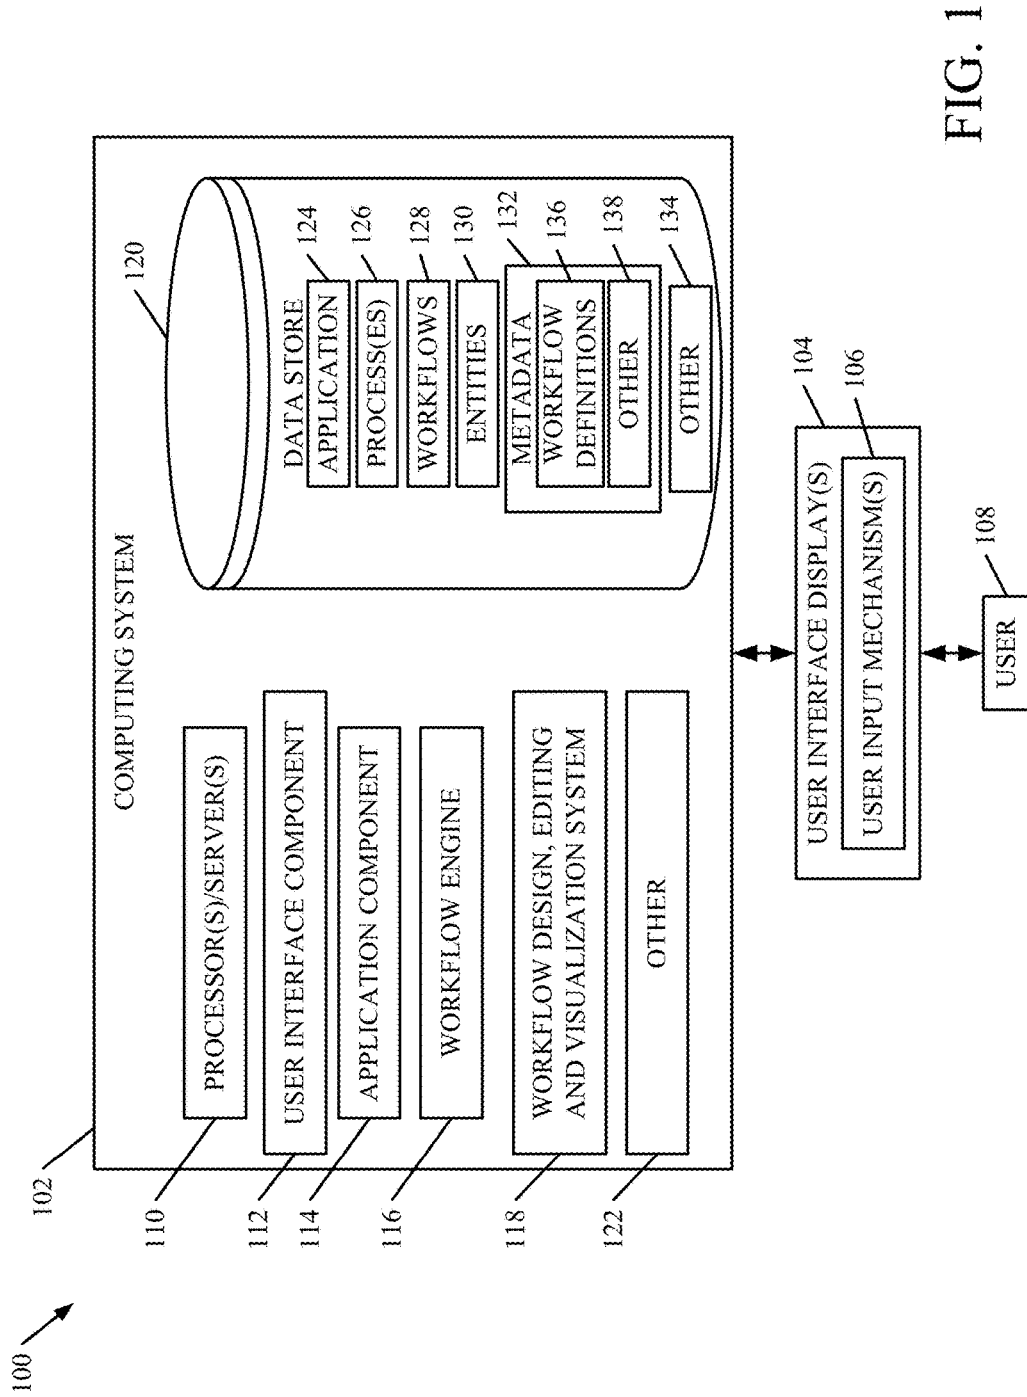 100
102
COMPUTING SYSTEM
110
PROCESSOR(S)/SERVER(S)
112
USER INTERFACE COMPONENT
114
APPLICATION COMPONENT
116
WORKFLOW ENGINE
118
WORKFLOW DESIGN, EDITING
AND VISUALIZATION SYSTEM
122
OTHER
120
DATA STORE
APPLICATION
124
PROCESS(ES)
126
WORKFLOWS
128
ENTITIES
130
METADATA
132
WORKFLOW
DEFINITIONS
136
OTHER
138
OTHER
134
USER INTERFACE DISPLAY(S)
104
USER INPUT MECHANISM(S)
106
USER
108
FIG. 1